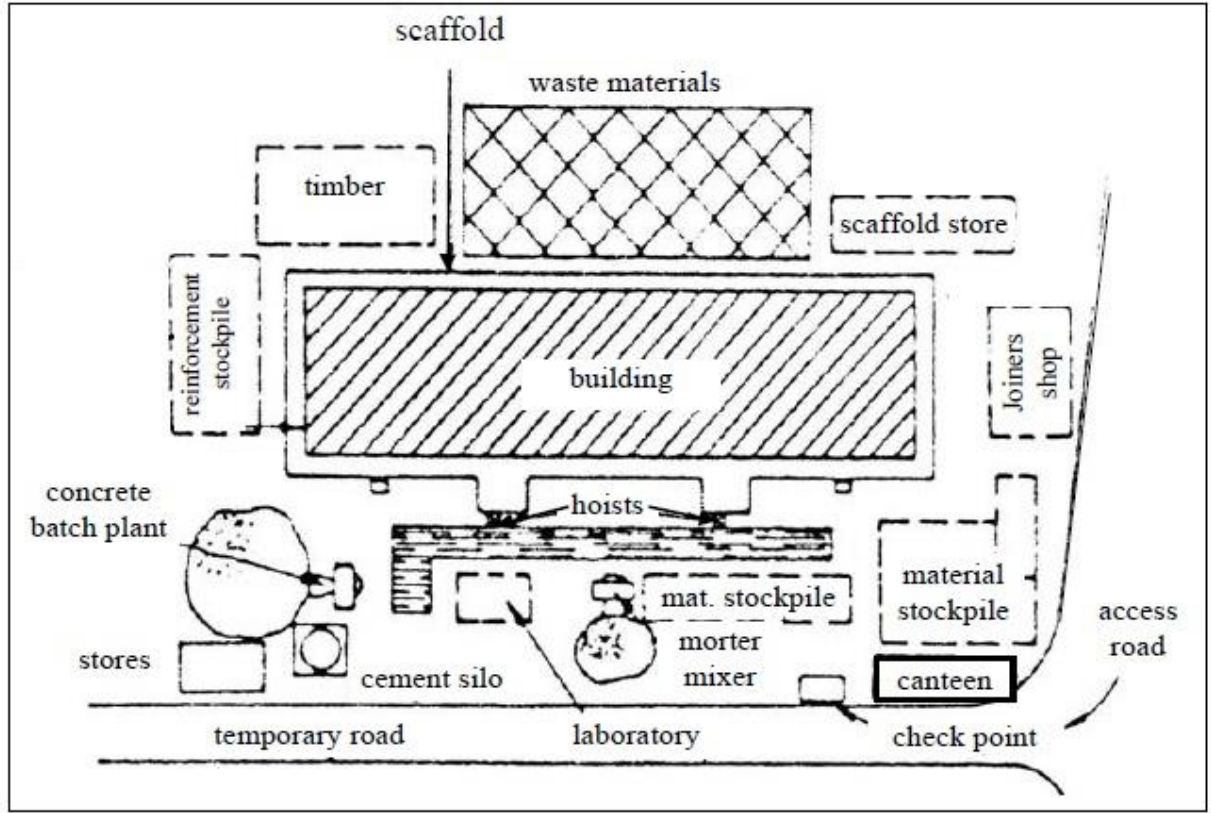 scaffold
waste materials
timber
scaffold store
reinforcement
stockpile
building
Joiners
shop
concrete
batch plant
hoists
material
stockpile
mat. stockpile
access
road
stores
cement silo
morter
mixer
canteen
temporary road
laboratory
check point